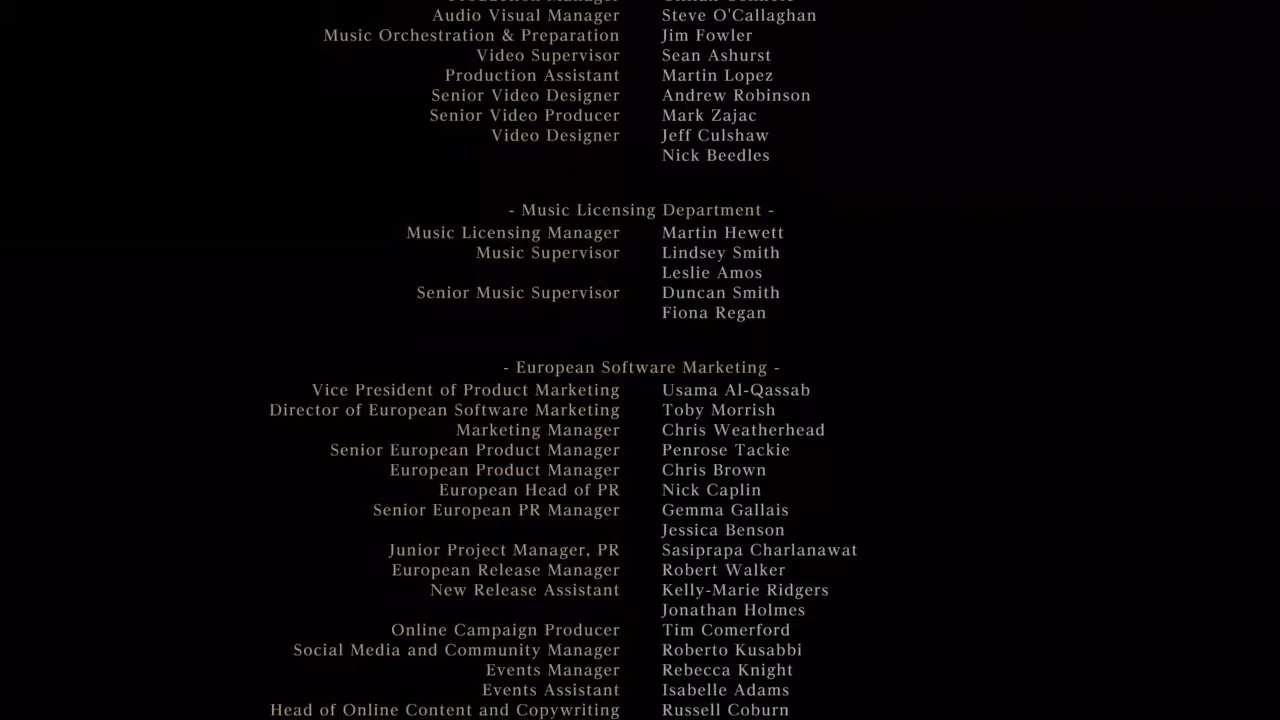 Audio Visual Manager Steve O'Callaghan
Music Orchestration & Preparation Jim Fowler
Video Supervisor Sean Ashurst
Production Assistant Martin Lopez
Senior Video Designer Andrew Robinson
Senior Video Producer Mark Zajac
Video Designer Jeff Culshaw
Nick Beedles
- Music Licensing Department -
Music Licensing Manager Martin Hewett
Music Supervisor Lindsey Smith
Leslie Amos
Senior Music Supervisor Duncan Smith
Fiona Regan
- European Software Marketing -
Vice President of Product Marketing Usama Al-Qassab
Director of European Software Marketing Toby Morrish
Marketing Manager Chris Weatherhead
Senior European Product Manager Penrose Tackie
European Product Manager Chris Brown
European Head of PR Nick Caplin
Senior European PR Manager Gemma Gallais
Jessica Benson
Junior Project Manager, PR Sasiprapa Charlanawat
European Release Manager Robert Walker
New Release Assistant Kelly-Marie Ridgers
Jonathan Holmes
Online Campaign Producer Tim Comerford
Social Media and Community Manager Roberto Kusabbi
Events Manager Rebecca Knight
Events Assistant Isabelle Adams
Head of Online Content and Copywriting Russell Coburn